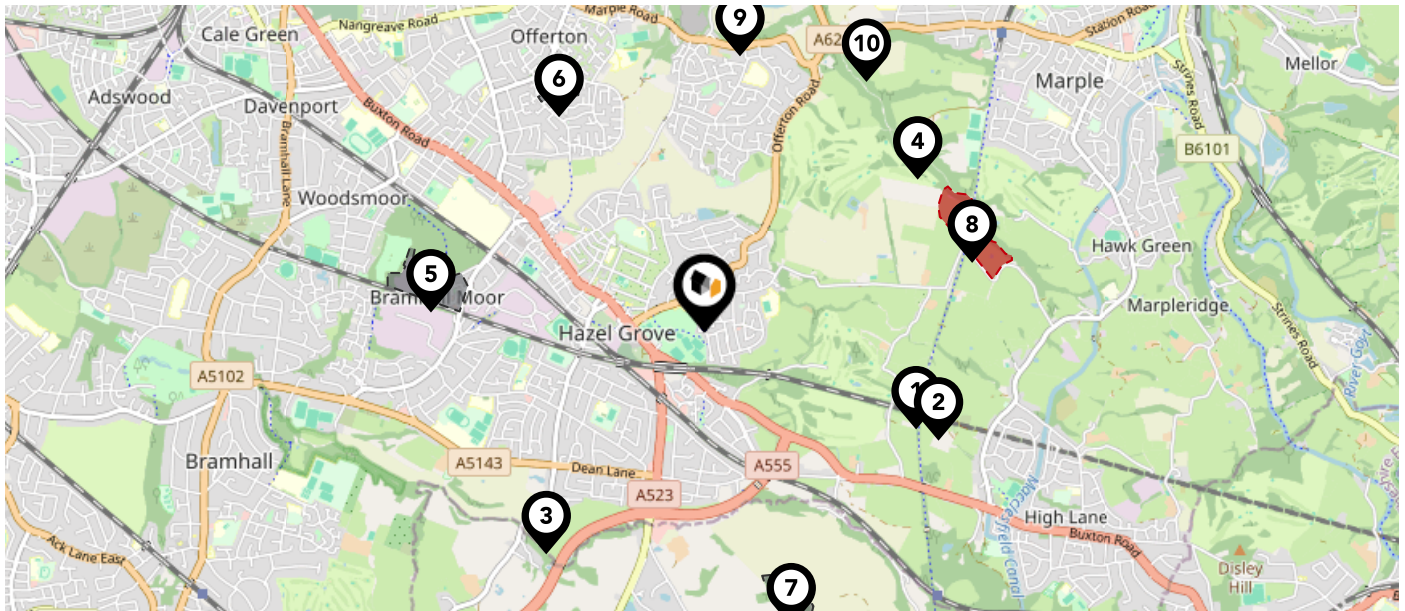 Marple Road
9
Station Road
Nangreave Road
Cale Green
Offerton
A62
10
Mellor
6
Marple
Strines Road
Adswood
Davenport
Buxton Road
Offerton Road
4
B6101
Bramhall Lane
Woodsmoor
8
Hawk Green
5
Bramhall Moor
Marpleridge
Hazel Grove
Strines Road
River Goyt
A5102
1
2
Bramhall
A5143
Dean Lane
A555
A523
Macclesfield Canal
3
High Lane
Buxton Road
Ack Lane East
Disley
Hill
7